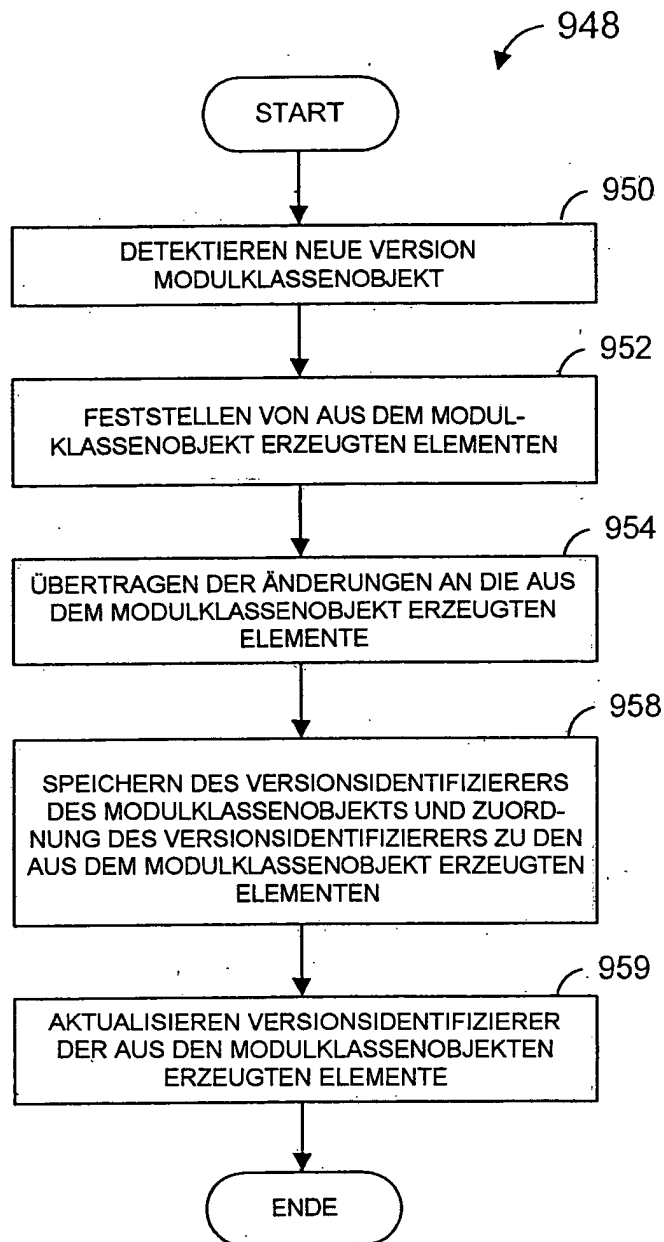 948
START
950
DETEKTIEREN NEUE VERSION
MODULKLASSENOBJEKT
952
FESTSTELLEN VON AUS DEM MODUL-
KLASSENOBJEKT ERZEUGTEN ELEMENTEN
954
ÜBERTRAGEN DER ÄNDERUNGEN AN DIE AUS
DEM MODULKLASSENOBJEKT ERZEUGTEN
ELEMENTE
958
SPEICHERN DES VERSIONSIDENTIFIZIERERS
DES MODULKLASSENOBJEKTS UND ZUORD-
NUNG DES VERSIONSIDENTIFIZIERERS ZU DEN
AUS DEM MODULKLASSENOBJEKT ERZEUGTEN
ELEMENTEN
959
AKTUALISIEREN VERSIONSIDENTIFIZIERER
DER AUS DEN MODULKLASSENOBJEKTEN
ERZEUGTEN ELEMENTE
ENDE